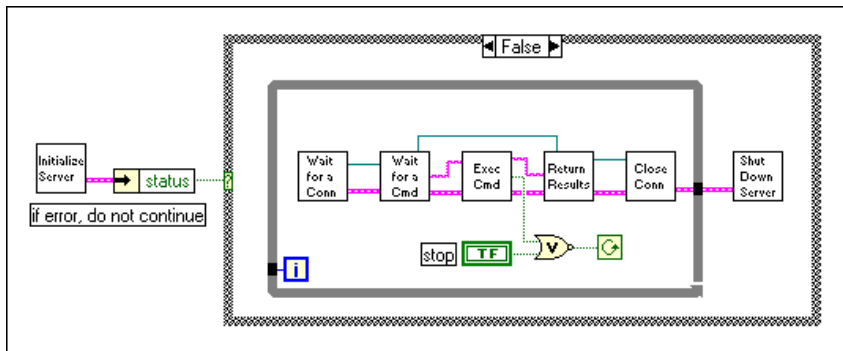 False
Initialize
Server
status
?
if error, do not continue
Wait
for a
Conn
Wait
for a
Cmd
Exec
Cmd
Return
Results
Close
Conn
Shut
Down
Server
stop
TF
V
i